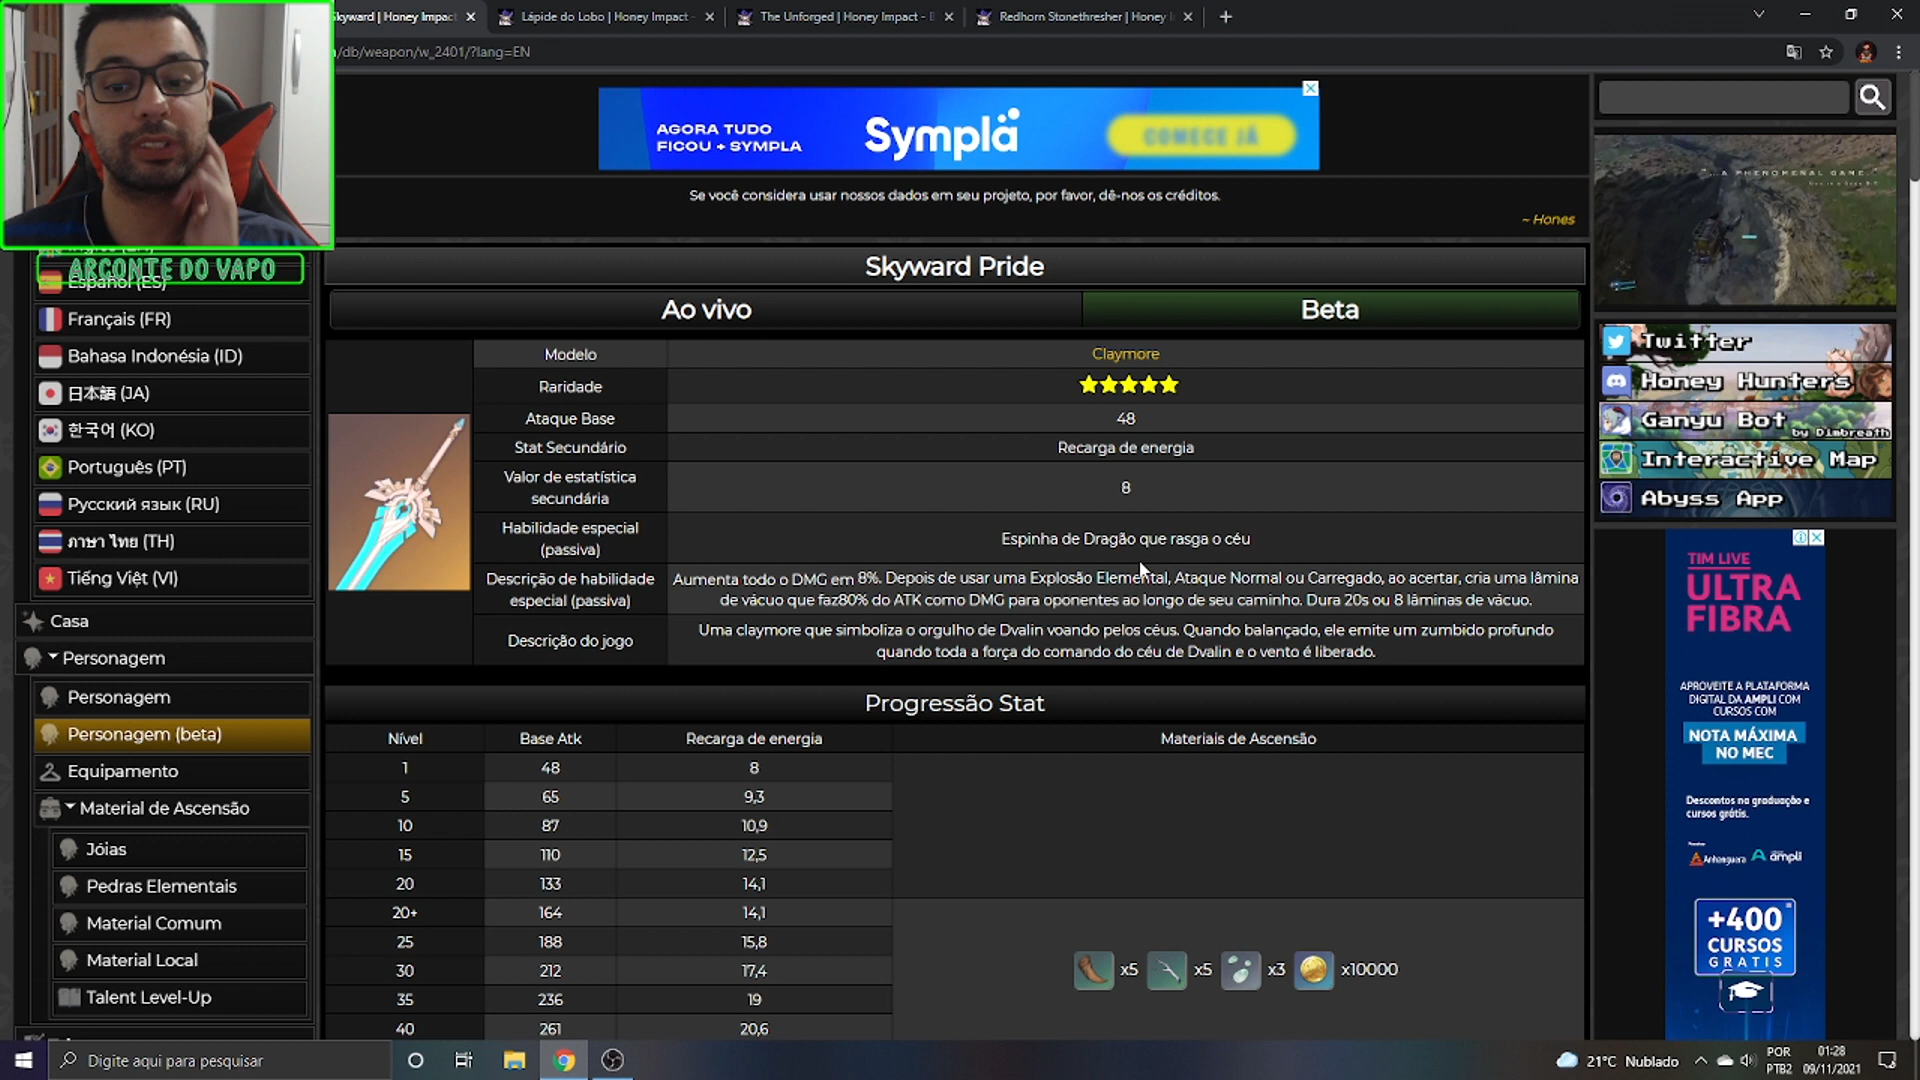 Skyward | Honey Impact
Lápide do Lobo | Honey Impact -
The Unforged | Honey Impact -
Redhorn Stonethresher | Honey
/db/weapon/w_2401/?lang=EN
AGORA TUDO
FICOU + SYMPLA
Sympla
COMECE JÁ
Se você considera usar nossos dados em seu projeto, por favor, dê-nos os créditos.
~ Hones
"...A PHENOMENAL GAME."
ARCONTE DO VAPO
Español (ES)
Français (FR)
Bahasa Indonésia (ID)
日本語 (JA)
한국어 (KO)
Português (PT)
Русский язык (RU)
ภาษา ไทย (TH)
Tiếng Việt (VI)
Casa
Personagem
Personagem
Personagem (beta)
Equipamento
Material de Ascensão
Jóias
Pedras Elementais
Material Comum
Material Local
Talent Level-Up
Skyward Pride
Ao vivo
Beta
Modelo
Claymore
Raridade
Ataque Base
48
Stat Secundário
Recarga de energia
Valor de estatística
secundária
8
Habilidade especial
(passiva)
Espinha de Dragão que rasga o céu
Descrição de habilidade
especial (passiva)
Aumenta todo o DMG em 8%. Depois de usar uma Explosão Elemental, Ataque Normal ou Carregado, ao acertar, cria uma lâmina
de vácuo que faz80% do ATK como DMG para oponentes ao longo de seu caminho. Dura 20s ou 8 lâminas de vácuo.
Descrição do jogo
Uma claymore que simboliza o orgulho de Dvalin voando pelos céus. Quando balançado, ele emite um zumbido profundo
quando toda a força do comando do céu de Dvalin e o vento é liberado.
Progressão Stat
Nível Base Atk Recarga de energia Materiais de Ascensão
1 48 8
5 65 9,3
10 87 10,9
15 110 12,5
20 133 14,1
20+ 164 14,1
25 188 15,8
30 212 17,4
35 236 19
40 261 20,6
x5 x5 x3 x10000
Twitter
Honey Hunters
Ganyu Bot
by Dimbreath
Interactive Map
Abyss App
TIM LIVE
ULTRA
FIBRA
APROVEITE A PLATAFORMA
DIGITAL DA AMPLI COM
CURSOS COM
NOTA MÁXIMA
NO MEC
Descontos na graduação e
cursos grátis.
Anhanguera ampli
+400
CURSOS
GRATIS
Digite aqui para pesquisar
21°C Nublado
POR
PTB2
01:28
09/11/2021